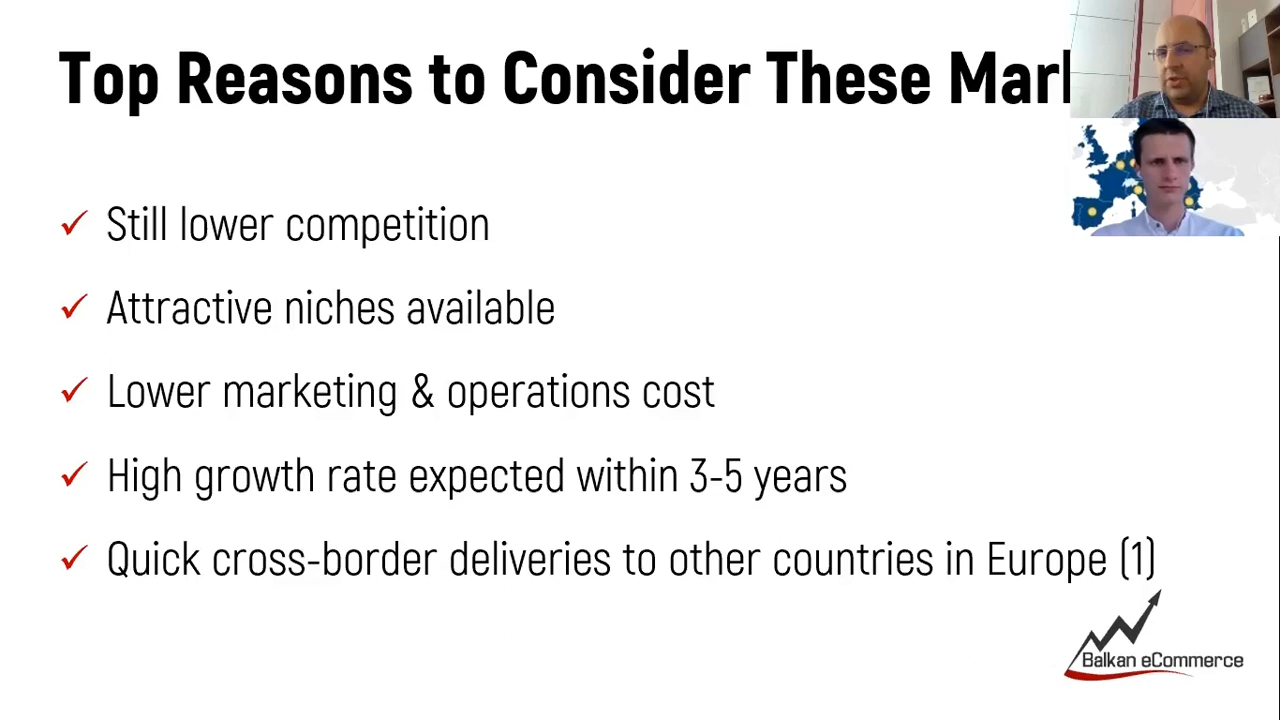 Top Reasons to Consider These Mar
Still lower competition
Attractive niches available
Lower marketing & operations cost
High growth rate expected within 3-5 years
Quick cross-border deliveries to other countries in Europe (1)
Balkan eCommerce